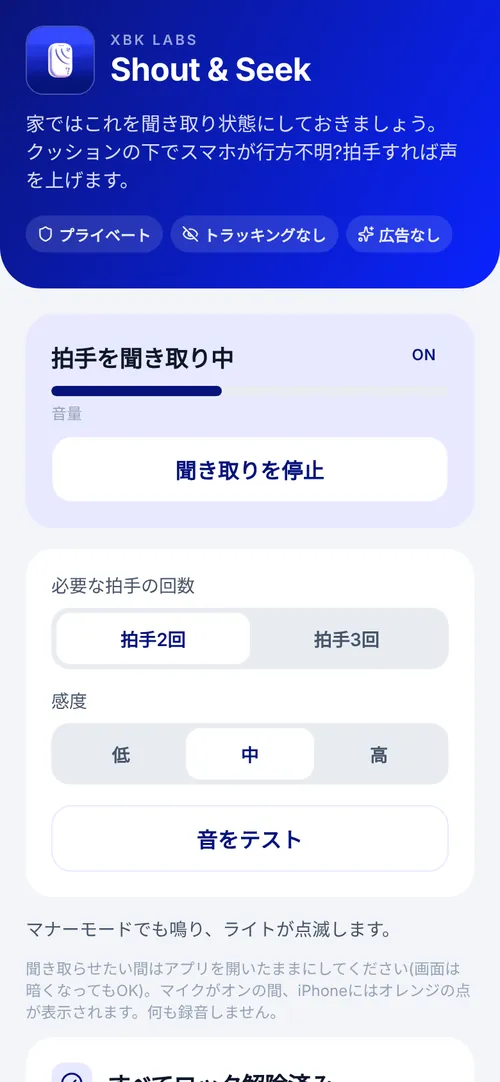 XBK LABS
Shout & Seek
家ではこれを聞き取り状態にしておきましょう。
クッションの下でスマホが行方不明?拍手すれば声
を上げます。
プライベート
トラッキングなし
広告なし
拍手を聞き取り中
ON
音量
聞き取りを停止
必要な拍手の回数
拍手2回
拍手3回
感度
低
中
高
音をテスト
マナーモードでも鳴り、ライトが点滅します。
聞き取らせたい間はアプリを開いたままにしてください(画面は
暗くなってもOK)。マイクがオンの間、iPhoneにはオレンジの点
が表示されます。何も録音しません。
すべてロック解除済み